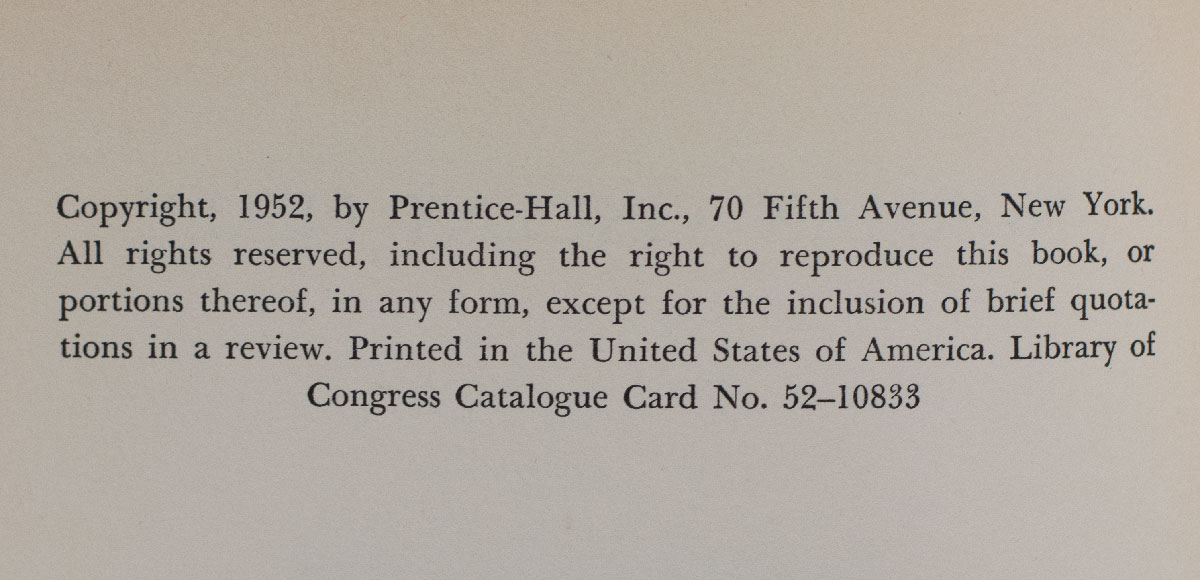 Copyright, 1952, by Prentice-Hall, Inc., 70 Fifth Avenue, New York.
All rights reserved, including the right to reproduce this book, or
portions thereof, in any form, except for the inclusion of brief quota-
tions in a review. Printed in the United States of America. Library of
Congress Catalogue Card No. 52–10833